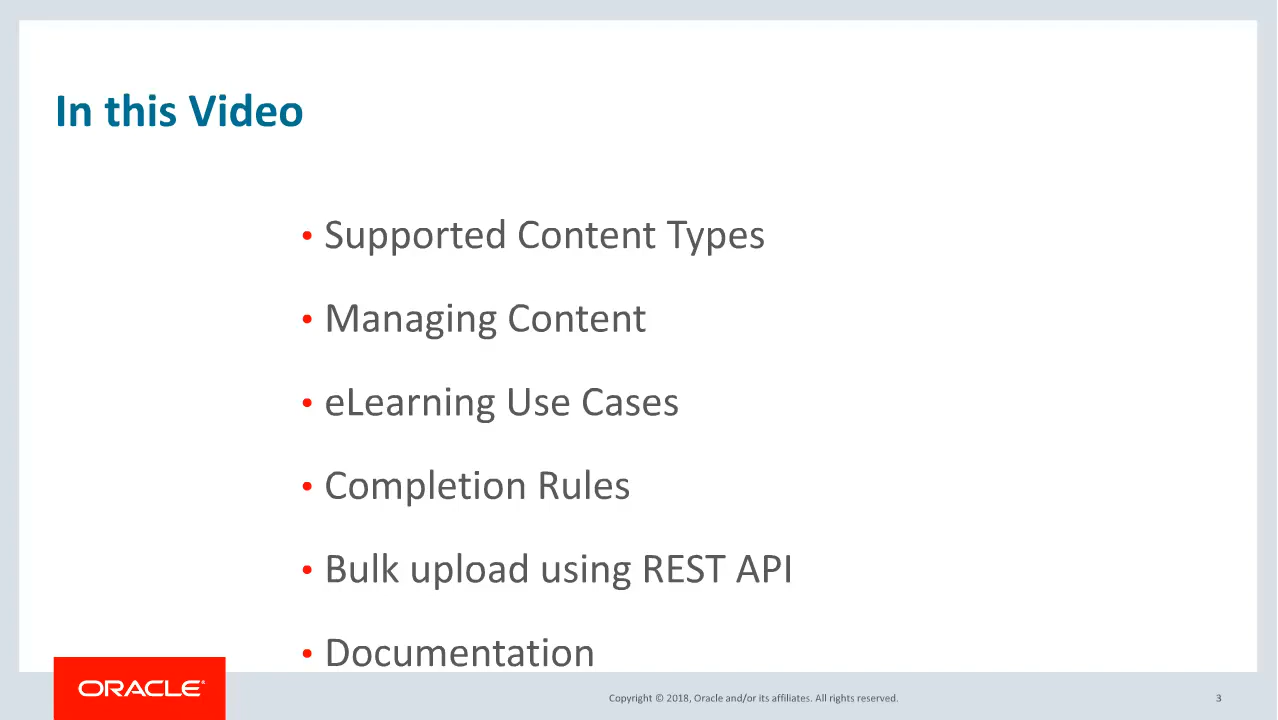 In this Video
• Supported Content Types
• Managing Content
• eLearning Use Cases
• Completion Rules
• Bulk upload using REST API
• Documentation
ORACLE®
Copyright © 2018, Oracle and/or its affiliates. All rights reserved.
3